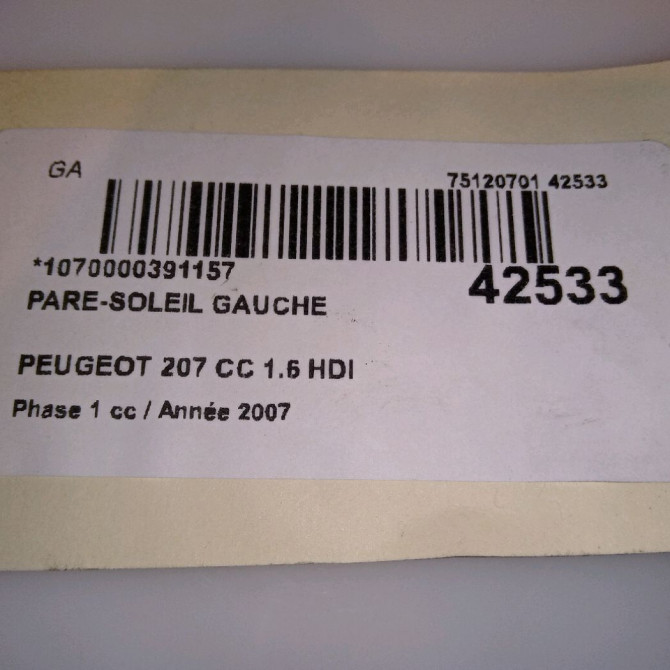 GA
75120701 42533
*1070000391157
42533
PARE-SOLEIL GAUCHE
PEUGEOT 207 CC 1.6 HDI
Phase 1 cc / Année 2007